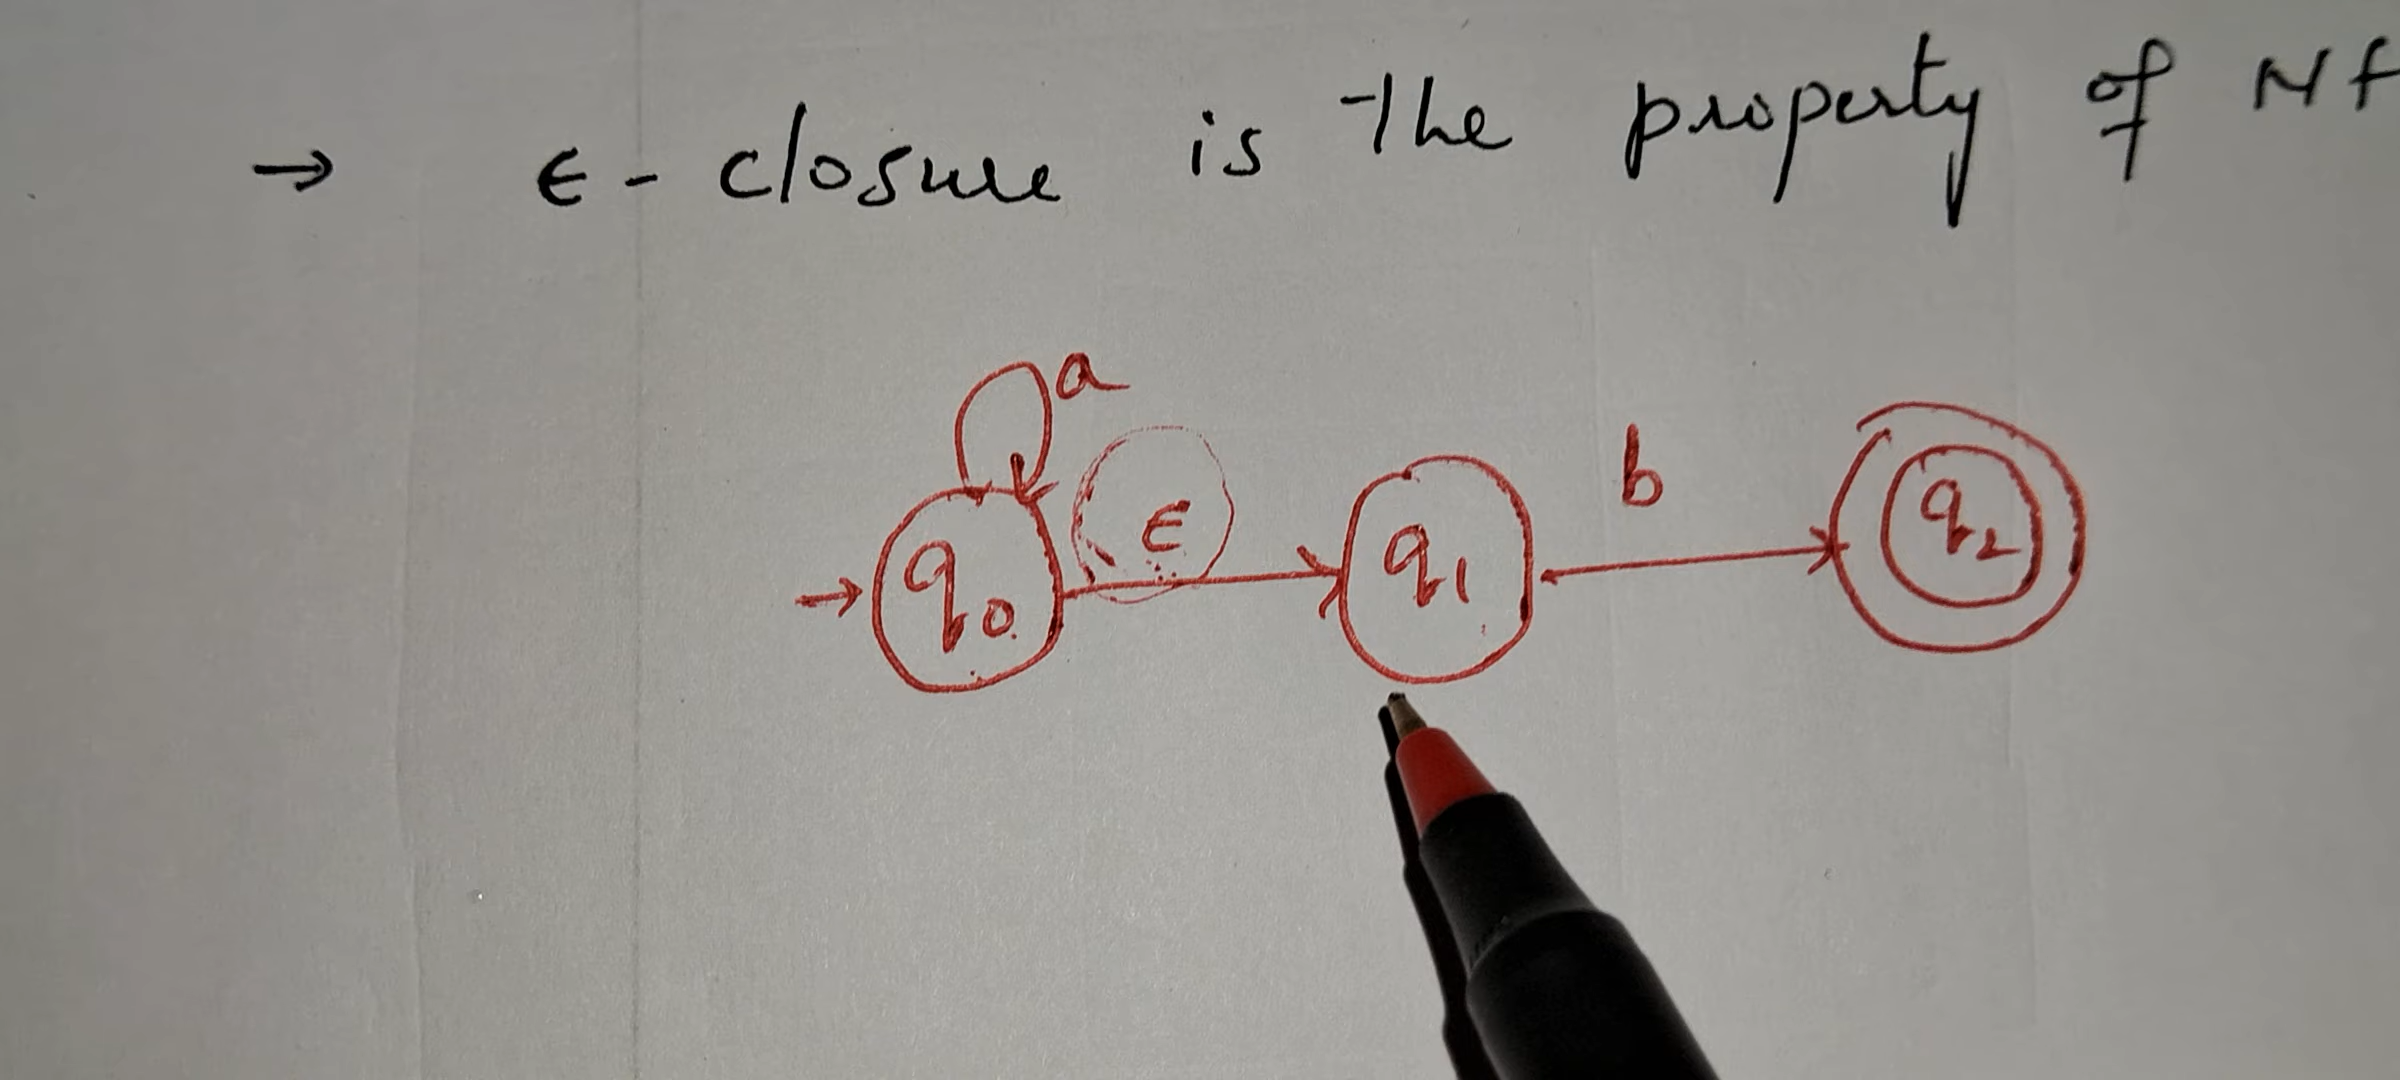 → ε - closure is the property of Nf
a
ε
b
→ q0
q1
q2